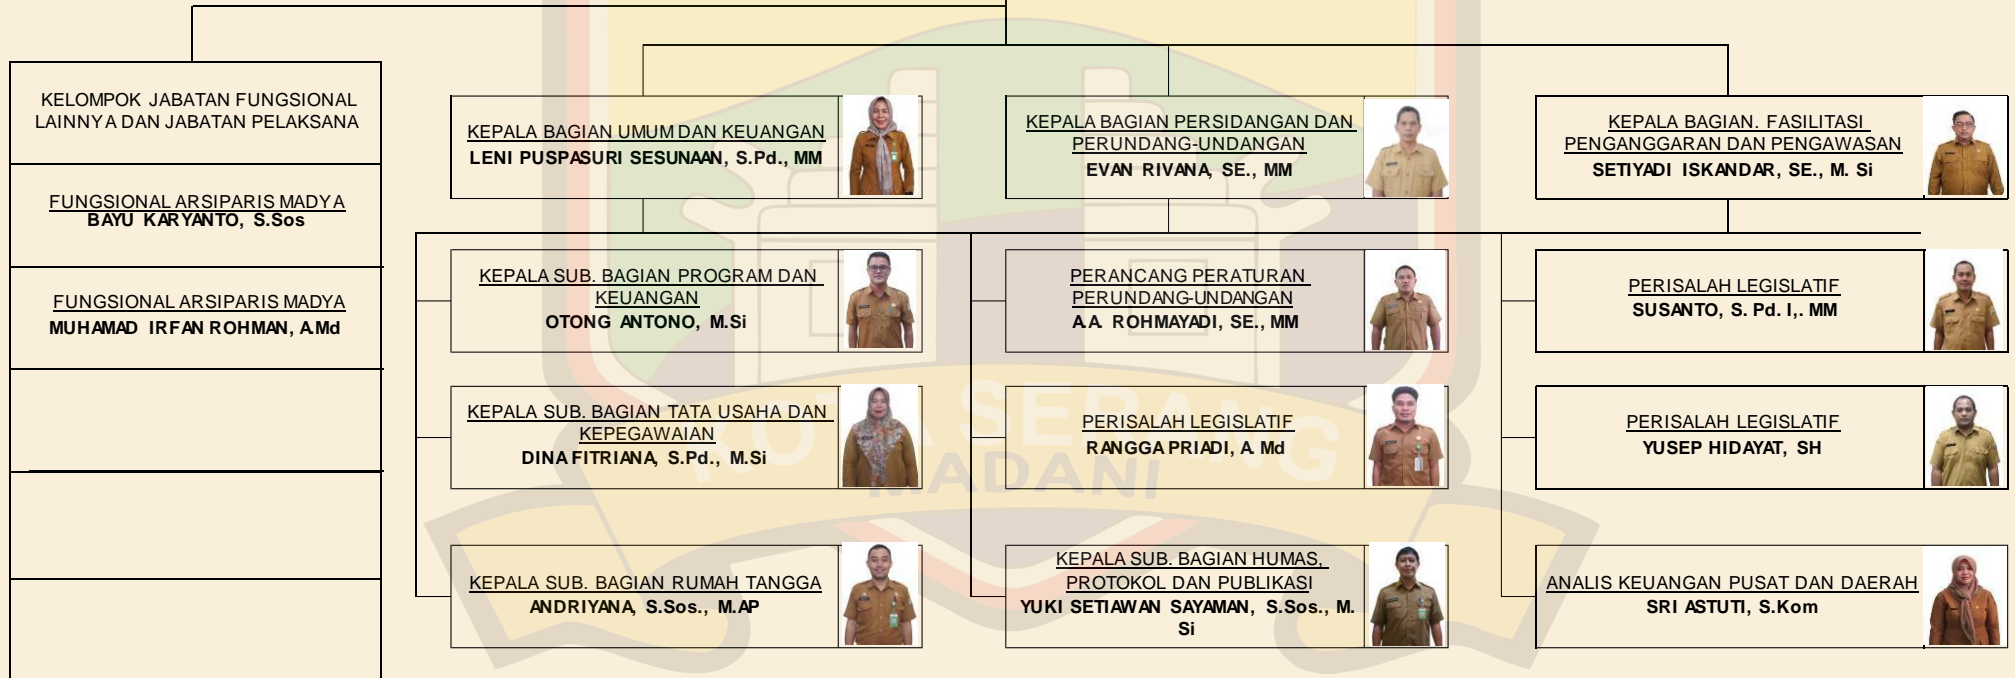 KELOMPOK JABATAN FUNGSIONAL
LAINNYA DAN JABATAN PELAKSANA
FUNGSIONAL ARSIPARIS MADYA
BAYU KARYANTO, S.Sos
FUNGSIONAL ARSIPARIS MADYA
MUHAMAD IRFAN ROHMAN, A.Md
KEPALA BAGIAN UMUM DAN KEUANGAN
LENI PUSPASURI SESUNAAN, S.Pd., MM
KEPALA BAGIAN PERSIDANGAN DAN
PERUNDANG-UNDANGAN
EVAN RIVANA, SE., MM
KEPALA BAGIAN. FASILITASI
PENGANGGARAN DAN PENGAWASAN
SETIYADI ISKANDAR, SE., M. Si
KEPALA SUB. BAGIAN PROGRAM DAN
KEUANGAN
OTONG ANTONO, M.Si
PERANCANG PERATURAN
PERUNDANG-UNDANGAN
A.A. ROHMAYADI, SE., MM
PERISALAH LEGISLATIF
SUSANTO, S. Pd. I,. MM
KEPALA SUB. BAGIAN TATA USAHA DAN
KEPEGAWAIAN
DINA FITRIANA, S.Pd., M.Si
PERISALAH LEGISLATIF
RANGGA PRIADI, A. Md
PERISALAH LEGISLATIF
YUSEP HIDAYAT, SH
KEPALA SUB. BAGIAN RUMAH TANGGA
ANDRIYANA, S.Sos., M.AP
KEPALA SUB. BAGIAN HUMAS,
PROTOKOL DAN PUBLIKASI
YUKI SETIAWAN SAYAMAN, S.Sos., M.
Si
ANALIS KEUANGAN PUSAT DAN DAERAH
SRI ASTUTI, S.Kom
KOTA SERANG
MADANI